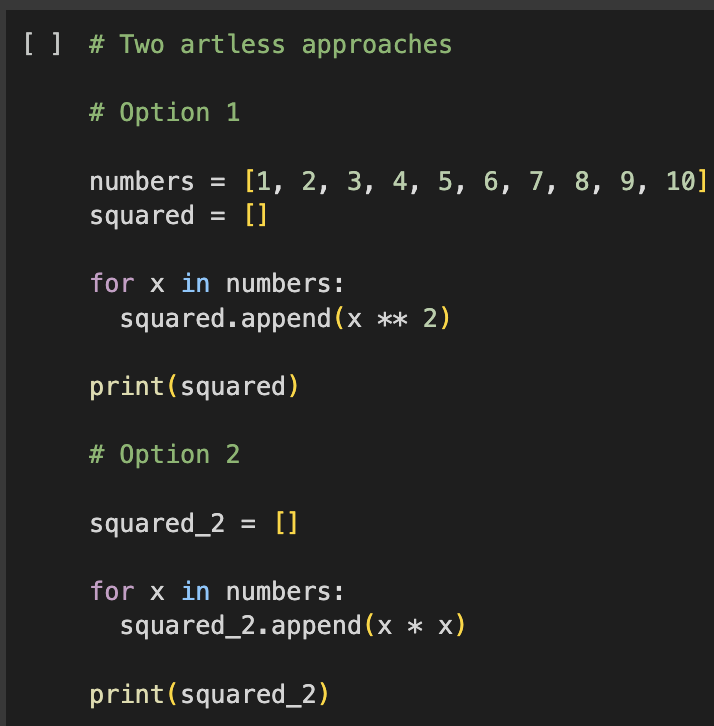 [ ] # Two artless approaches
# Option 1
numbers = [1, 2, 3, 4, 5, 6, 7, 8, 9, 10]
squared = []
for x in numbers:
  squared.append(x ** 2)
print(squared)
# Option 2
squared_2 = []
for x in numbers:
  squared_2.append(x * x)
print(squared_2)